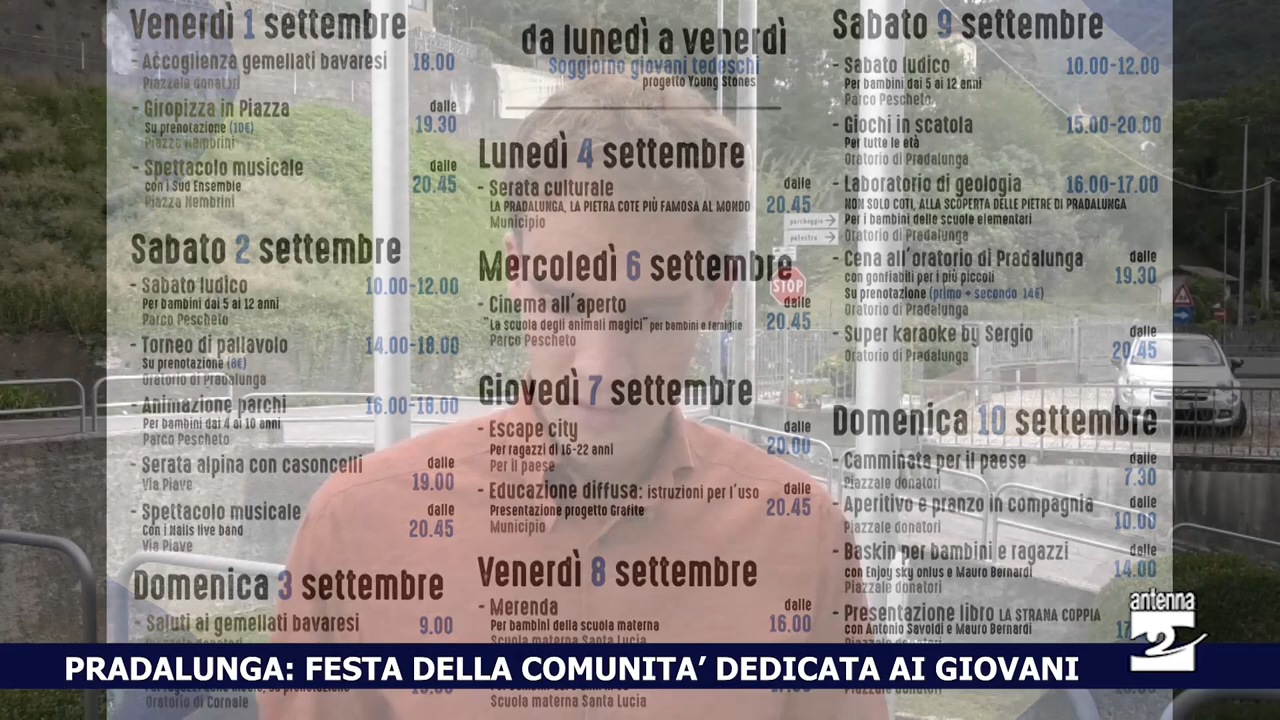 Venerdì 1 settembre
- Accoglienza gemellati bavaresi 18.00
Piazzale donatori
- Giropizza in Piazza dalle
Su prenotazione (10€) 19.30
Piazza Nembrini
- Spettacolo musicale dalle
con i Sud Ensemble 20.45
Piazza Nembrini
Sabato 2 settembre
- Sabato ludico 10.00-12.00
Per bambini dai 5 ai 12 anni
Parco Pescheto
- Torneo di pallavolo 14.00-18.00
Su prenotazione (8€)
Oratorio di Pradalunga
- Animazione parchi 16.00-18.00
Per bambini dai 4 ai 10 anni
Parco Pescheto
- Serata alpina con casoncelli dalle
Via Piave 19.00
- Spettacolo musicale dalle
Con i Nails live band 20.45
Via Piave
Domenica 3 settembre
- Saluti ai gemellati bavaresi 9.00
Oratorio di Cornale
da lunedì a venerdì
Soggiorno giovani tedeschi
progetto Young Stones
Lunedì 4 settembre
- Serata culturale dalle
LA PRADALUNGA, LA PIETRA COTE PIÙ FAMOSA AL MONDO 20.45
Municipio
Mercoledì 6 settembre
- Cinema all'aperto dalle
"La scuola degli animali magici" per bambini e famiglie 20.45
Parco Pescheto
Giovedì 7 settembre
- Escape city dalle
Per ragazzi di 16-22 anni 20.00
Per il paese
- Educazione diffusa: istruzioni per l'uso dalle
Presentazione progetto Grafite 20.45
Municipio
Venerdì 8 settembre
- Merenda dalle
Per bambini della scuola materna 16.00
Scuola materna Santa Lucia
Scuola materna Santa Lucia
Sabato 9 settembre
- Sabato ludico 10.00-12.00
Per bambini dai 5 ai 12 anni
Parco Pescheto
- Giochi in scatola 15.00-20.00
Per tutte le età
Oratorio di Pradalunga
- Laboratorio di geologia 16.00-17.00
NON SOLO COTI, ALLA SCOPERTA DELLE PIETRE DI PRADALUNGA
Per i bambini delle scuole elementari
Oratorio di Pradalunga
- Cena all'oratorio di Pradalunga dalle
con gonfiabili per i più piccoli 19.30
Su prenotazione (primo + secondo 14€)
- Super karaoke by Sergio dalle
Oratorio di Pradalunga 20.45
Domenica 10 settembre
- Camminata per il paese dalle
Piazzale donatori 7.30
- Aperitivo e pranzo in compagnia dalle
Piazzale donatori 10.00
- Baskin per bambini e ragazzi dalle
con Enjoy sky onlus e Mauro Bernardi 14.00
Piazzale donatori
- Presentazione libro LA STRANA COPPIA
con Antonio Savoldi e Mauro Bernardi
Piazzale donatori
parcheggio
palestra
STOP
antenna
2
PRADALUNGA: FESTA DELLA COMUNITA' DEDICATA AI GIOVANI